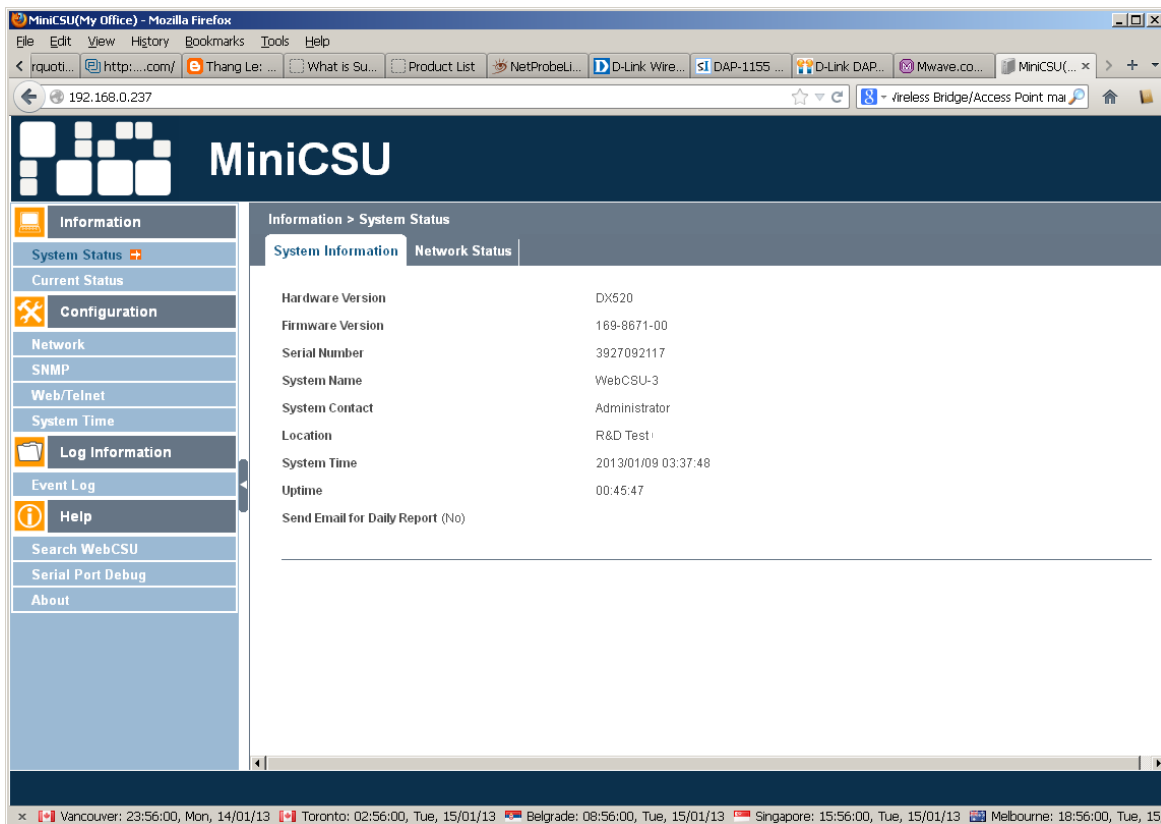 MiniCSU(My Office) - Mozilla Firefox
File Edit View History Bookmarks Tools Help
rquoti... http:....com/ Thang Le: ... What is Su... Product List NetProbeLi... D-Link Wire... DAP-1155 ... D-Link DAP... Mwave.co... MiniCSU(...
192.168.0.237 Wireless Bridge/Access Point mai
MiniCSU
Information
System Status
Current Status
Configuration
Network
SNMP
Web/Telnet
System Time
Log Information
Event Log
Help
Search WebCSU
Serial Port Debug
About
Information > System Status
System Information Network Status
Hardware Version DX520
Firmware Version 169-8671-00
Serial Number 3927092117
System Name WebCSU-3
System Contact Administrator
Location R&D Test
System Time 2013/01/09 03:37:48
Uptime 00:45:47
Send Email for Daily Report (No)
Vancouver: 23:56:00, Mon, 14/01/13 Toronto: 02:56:00, Tue, 15/01/13 Belgrade: 08:56:00, Tue, 15/01/13 Singapore: 15:56:00, Tue, 15/01/13 Melbourne: 18:56:00, Tue, 15